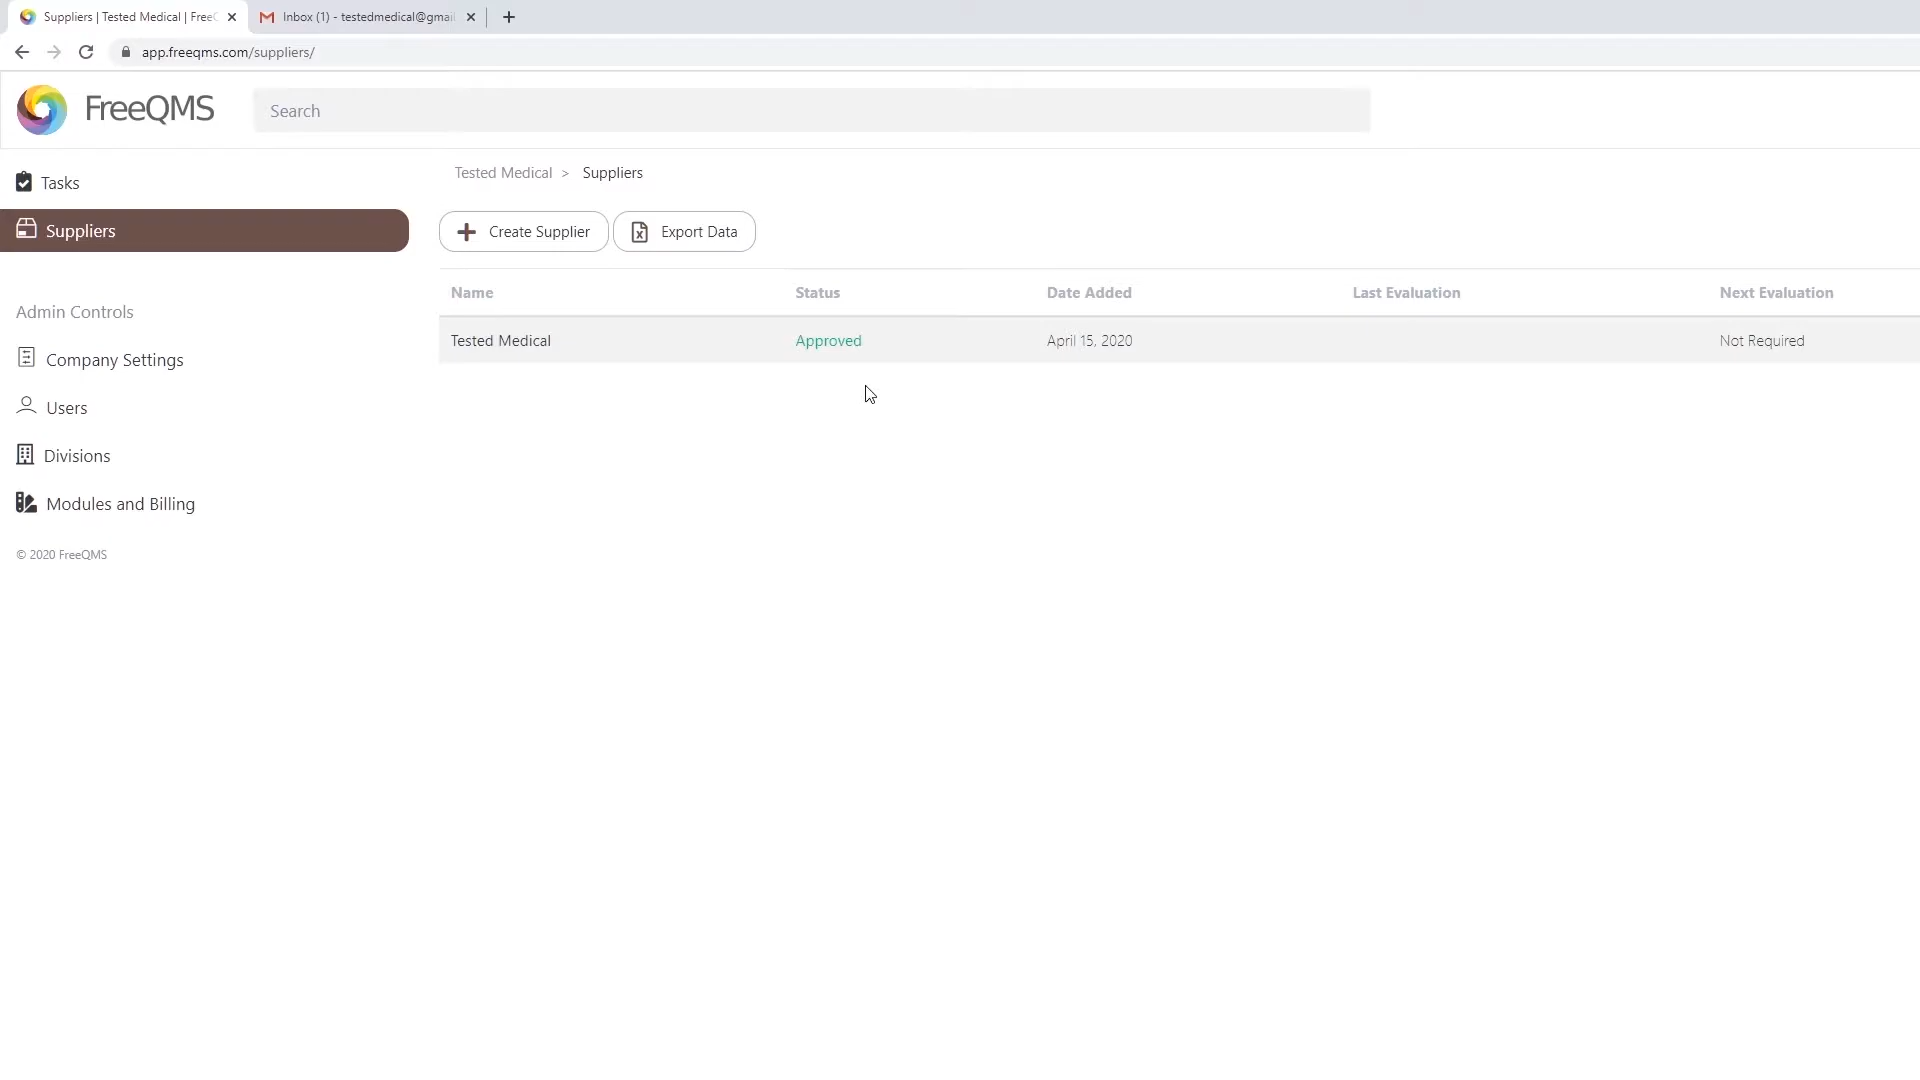 Suppliers | Tested Medical | Free
Inbox (1) - testedmedical@gmail
app.freeqms.com/suppliers/
FreeQMS
Search
Tasks
Suppliers
Admin Controls
Company Settings
Users
Divisions
Modules and Billing
© 2020 FreeQMS
Tested Medical > Suppliers
Create Supplier Export Data
Name Status Date Added Last Evaluation Next Evaluation
Tested Medical Approved April 15, 2020 Not Required